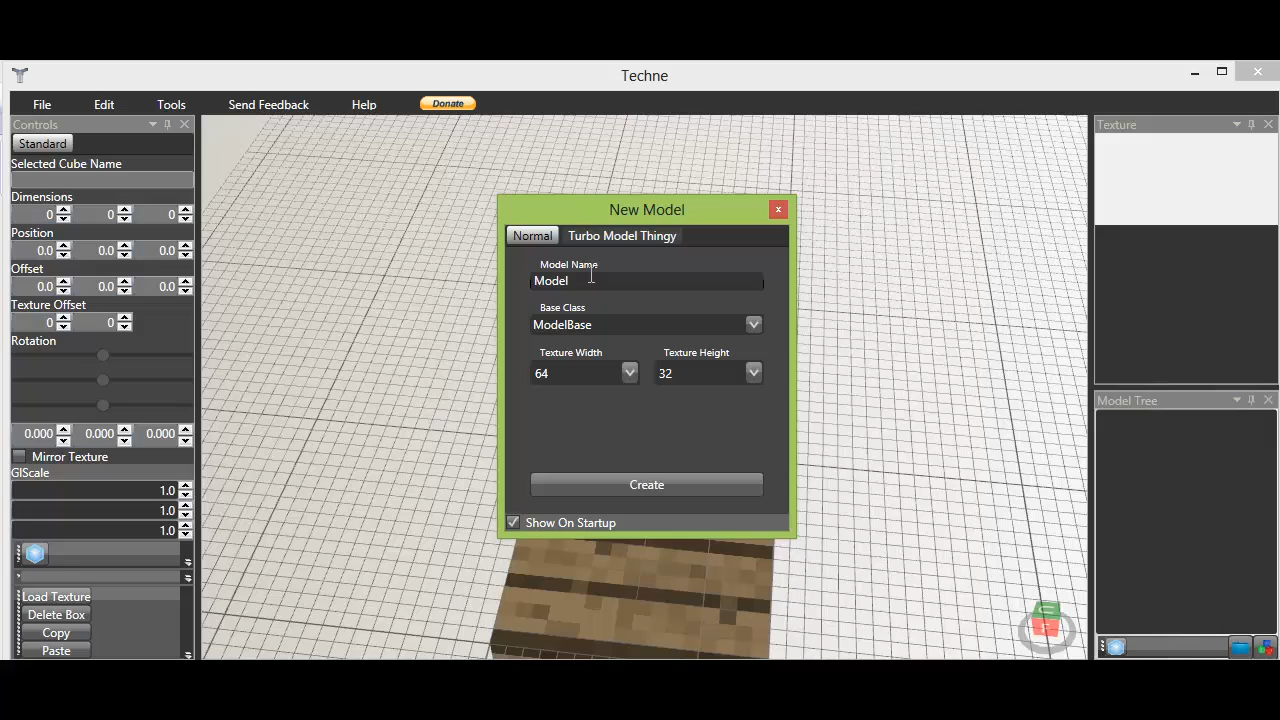 Techne
File Edit Tools Send Feedback Help Donate
Controls
Standard
Selected Cube Name
Dimensions
0 0 0
Position
0.0 0.0 0.0
Offset
0.0 0.0 0.0
Texture Offset
0 0
Rotation
0.000 0.000 0.000
Mirror Texture
GlScale
1.0
1.0
1.0
Load Texture
Delete Box
Copy
Paste
New Model
Normal Turbo Model Thingy
Model Name
Model
Base Class
ModelBase
Texture Width Texture Height
64 32
Create
Show On Startup
Texture
Model Tree